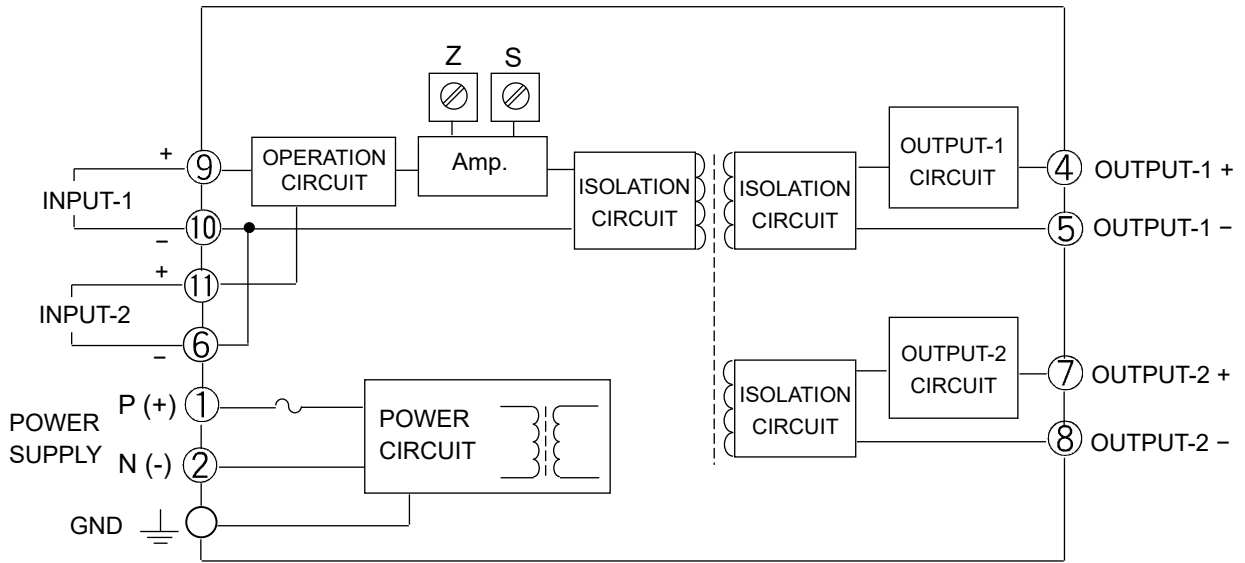 Z
S
+
9
OPERATION
CIRCUIT
Amp.
INPUT-1
−
10
ISOLATION
CIRCUIT
ISOLATION
CIRCUIT
OUTPUT-1
CIRCUIT
4
OUTPUT-1 +
5
OUTPUT-1 −
+
11
INPUT-2
−
6
ISOLATION
CIRCUIT
OUTPUT-2
CIRCUIT
7
OUTPUT-2 +
8
OUTPUT-2 −
POWER
SUPPLY
P (+)
1
N (-)
2
POWER
CIRCUIT
GND